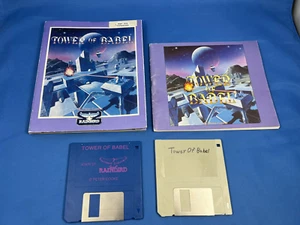 TOWER OF BABEL
RAINBIRD
TOWER
OF
BABEL
TOWER OF BABEL
RAINBIRD
Tower Of Babel